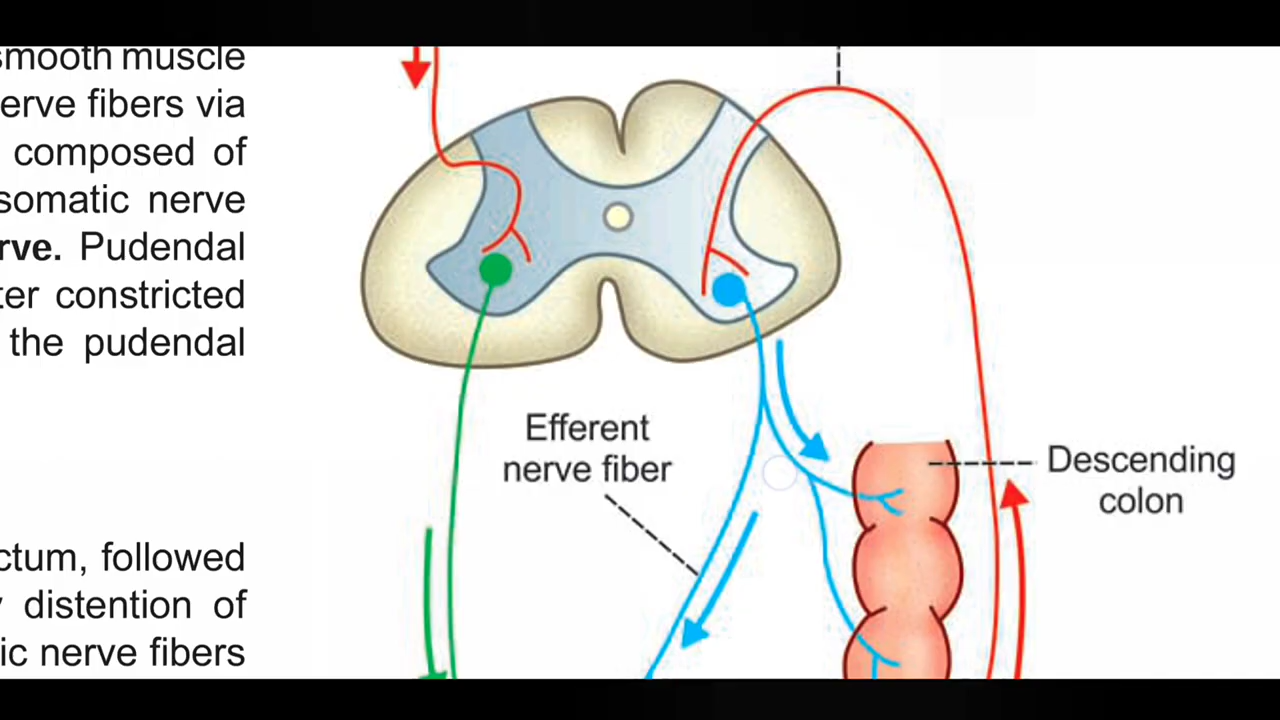 smooth muscle
erve fibers via
composed of
somatic nerve
rve. Pudendal
ter constricted
the pudendal
Efferent
nerve fiber
Descending
colon
ctum, followed
distention of
ic nerve fibers